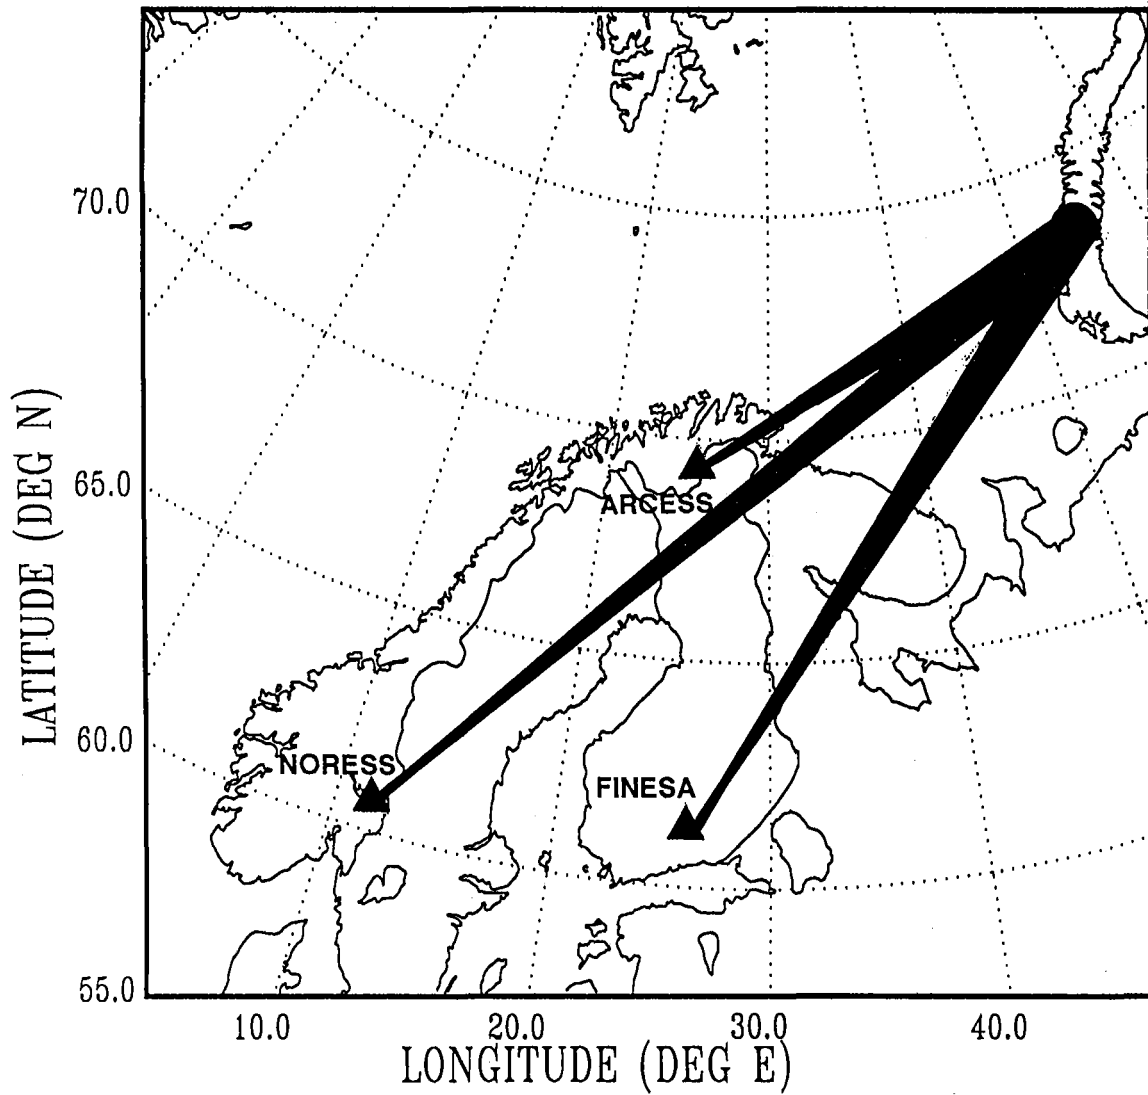 70.0
65.0
60.0
55.0
LATITUDE (DEG N)
ARCESS
NORESS
FINESA
10.0
20.0
30.0
40.0
LONGITUDE (DEG E)